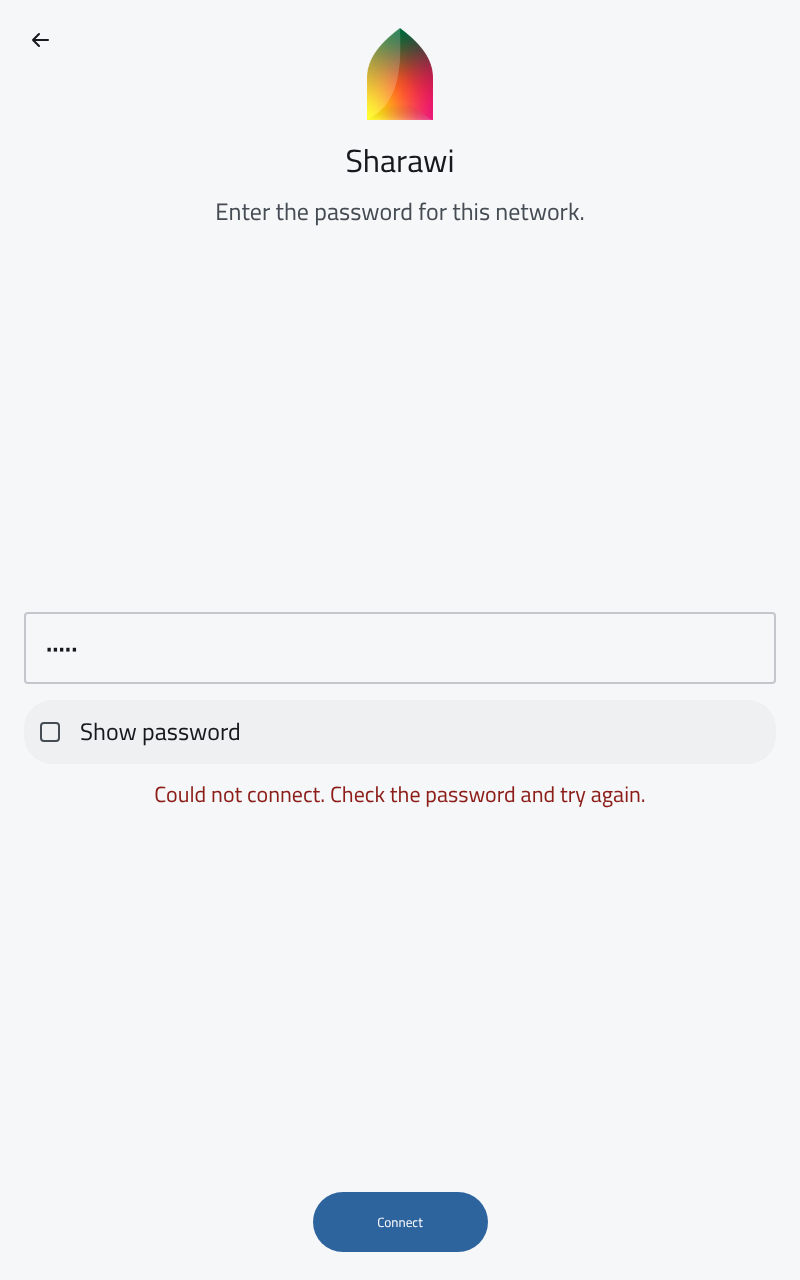 Sharawi
Enter the password for this network.
•••••
Show password
Could not connect. Check the password and try again.
Connect